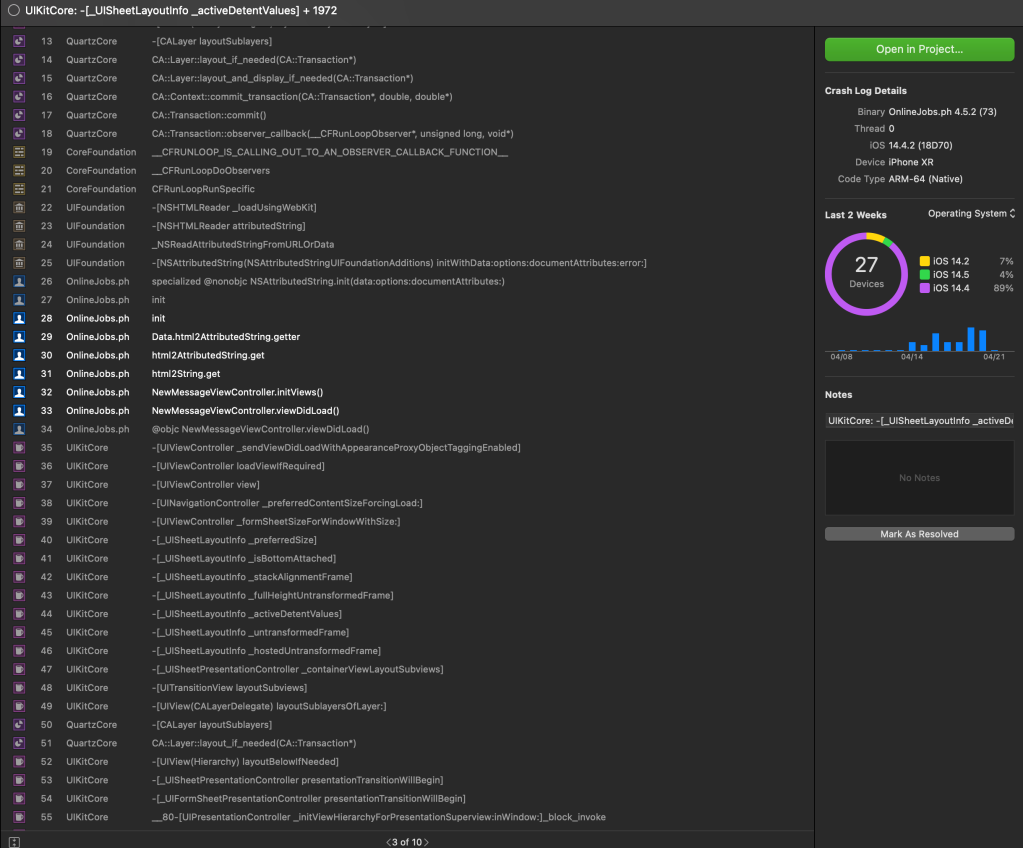 UIKitCore: -[_UISheetLayoutInfo _activeDetentValues] + 1972
13 QuartzCore -[CALayer layoutSublayers]
14 QuartzCore CA::Layer::layout_if_needed(CA::Transaction*)
15 QuartzCore CA::Layer::layout_and_display_if_needed(CA::Transaction*)
16 QuartzCore CA::Context::commit_transaction(CA::Transaction*, double, double*)
17 QuartzCore CA::Transaction::commit()
18 QuartzCore CA::Transaction::observer_callback(__CFRunLoopObserver*, unsigned long, void*)
19 CoreFoundation __CFRUNLOOP_IS_CALLING_OUT_TO_AN_OBSERVER_CALLBACK_FUNCTION__
20 CoreFoundation __CFRunLoopDoObservers
21 CoreFoundation CFRunLoopRunSpecific
22 UIFoundation -[NSHTMLReader _loadUsingWebKit]
23 UIFoundation -[NSHTMLReader attributedString]
24 UIFoundation _NSReadAttributedStringFromURLOrData
25 UIFoundation -[NSAttributedString(NSAttributedStringUIFoundationAdditions) initWithData:options:documentAttributes:error:]
26 OnlineJobs.ph specialized @nonobjc NSAttributedString.init(data:options:documentAttributes:)
27 OnlineJobs.ph init
28 OnlineJobs.ph init
29 OnlineJobs.ph Data.html2AttributedString.getter
30 OnlineJobs.ph html2AttributedString.get
31 OnlineJobs.ph html2String.get
32 OnlineJobs.ph NewMessageViewController.initViews()
33 OnlineJobs.ph NewMessageViewController.viewDidLoad()
34 OnlineJobs.ph @objc NewMessageViewController.viewDidLoad()
35 UIKitCore -[UIViewController _sendViewDidLoadWithAppearanceProxyObjectTaggingEnabled]
36 UIKitCore -[UIViewController loadViewIfRequired]
37 UIKitCore -[UIViewController view]
38 UIKitCore -[UINavigationController _preferredContentSizeForcingLoad:]
39 UIKitCore -[UIViewController _formSheetSizeForWindowWithSize:]
40 UIKitCore -[_UISheetLayoutInfo _preferredSize]
41 UIKitCore -[_UISheetLayoutInfo _isBottomAttached]
42 UIKitCore -[_UISheetLayoutInfo _stackAlignmentFrame]
43 UIKitCore -[_UISheetLayoutInfo _fullHeightUntransformedFrame]
44 UIKitCore -[_UISheetLayoutInfo _activeDetentValues]
45 UIKitCore -[_UISheetLayoutInfo _untransformedFrame]
46 UIKitCore -[_UISheetLayoutInfo _hostedUntransformedFrame]
47 UIKitCore -[_UISheetPresentationController _containerViewLayoutSubviews]
48 UIKitCore -[UITransitionView layoutSubviews]
49 UIKitCore -[UIView(CALayerDelegate) layoutSublayersOfLayer:]
50 QuartzCore -[CALayer layoutSublayers]
51 QuartzCore CA::Layer::layout_if_needed(CA::Transaction*)
52 UIKitCore -[UIView(Hierarchy) layoutBelowIfNeeded]
53 UIKitCore -[_UISheetPresentationController presentationTransitionWillBegin]
54 UIKitCore -[_UIFormSheetPresentationController presentationTransitionWillBegin]
55 UIKitCore __80-[UIPresentationController _initViewHierarchyForPresentationSuperview:inWindow:]_block_invoke
3 of 10
Open in Project...
Crash Log Details
Binary OnlineJobs.ph 4.5.2 (73)
Thread 0
iOS 14.4.2 (18D70)
Device iPhone XR
Code Type ARM-64 (Native)
Last 2 Weeks Operating System
27
Devices
iOS 14.2 7%
iOS 14.5 4%
iOS 14.4 89%
04/08 04/14 04/21
Notes
UIKitCore: -[_UISheetLayoutInfo _activeDe
No Notes
Mark As Resolved